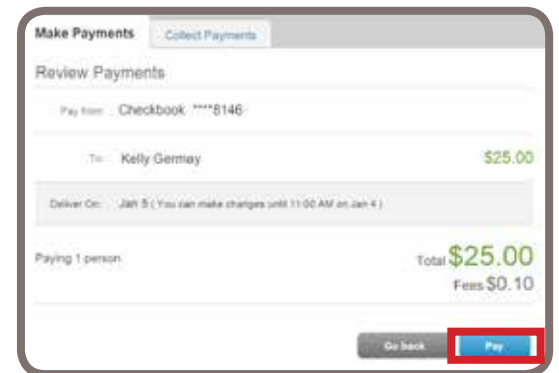 Make Payments Collect Payments
Review Payments
Pay from Checkbook ****8146
To Kelly Germay $25.00
Deliver On: Jan 5 ( You can make changes until 11:00 AM on Jan 4 )
Paying 1 person Total $25.00
Fees $0.10
Go back Pay